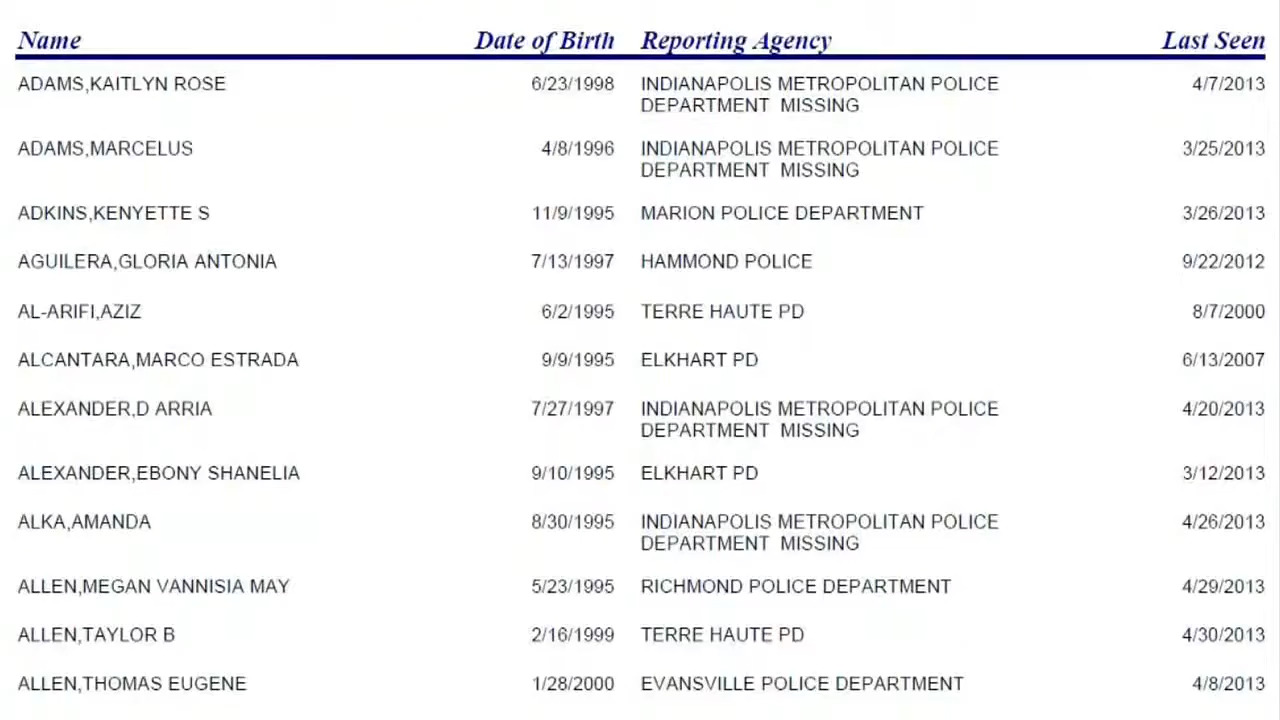 Name Date of Birth Reporting Agency Last Seen
ADAMS,KAITLYN ROSE 6/23/1998 INDIANAPOLIS METROPOLITAN POLICE 4/7/2013
DEPARTMENT  MISSING
ADAMS,MARCELUS 4/8/1996 INDIANAPOLIS METROPOLITAN POLICE 3/25/2013
DEPARTMENT  MISSING
ADKINS,KENYETTE S 11/9/1995 MARION POLICE DEPARTMENT 3/26/2013
AGUILERA,GLORIA ANTONIA 7/13/1997 HAMMOND POLICE 9/22/2012
AL-ARIFI,AZIZ 6/2/1995 TERRE HAUTE PD 8/7/2000
ALCANTARA,MARCO ESTRADA 9/9/1995 ELKHART PD 6/13/2007
ALEXANDER,D ARRIA 7/27/1997 INDIANAPOLIS METROPOLITAN POLICE 4/20/2013
DEPARTMENT  MISSING
ALEXANDER,EBONY SHANELIA 9/10/1995 ELKHART PD 3/12/2013
ALKA,AMANDA 8/30/1995 INDIANAPOLIS METROPOLITAN POLICE 4/26/2013
DEPARTMENT  MISSING
ALLEN,MEGAN VANNISIA MAY 5/23/1995 RICHMOND POLICE DEPARTMENT 4/29/2013
ALLEN,TAYLOR B 2/16/1999 TERRE HAUTE PD 4/30/2013
ALLEN,THOMAS EUGENE 1/28/2000 EVANSVILLE POLICE DEPARTMENT 4/8/2013